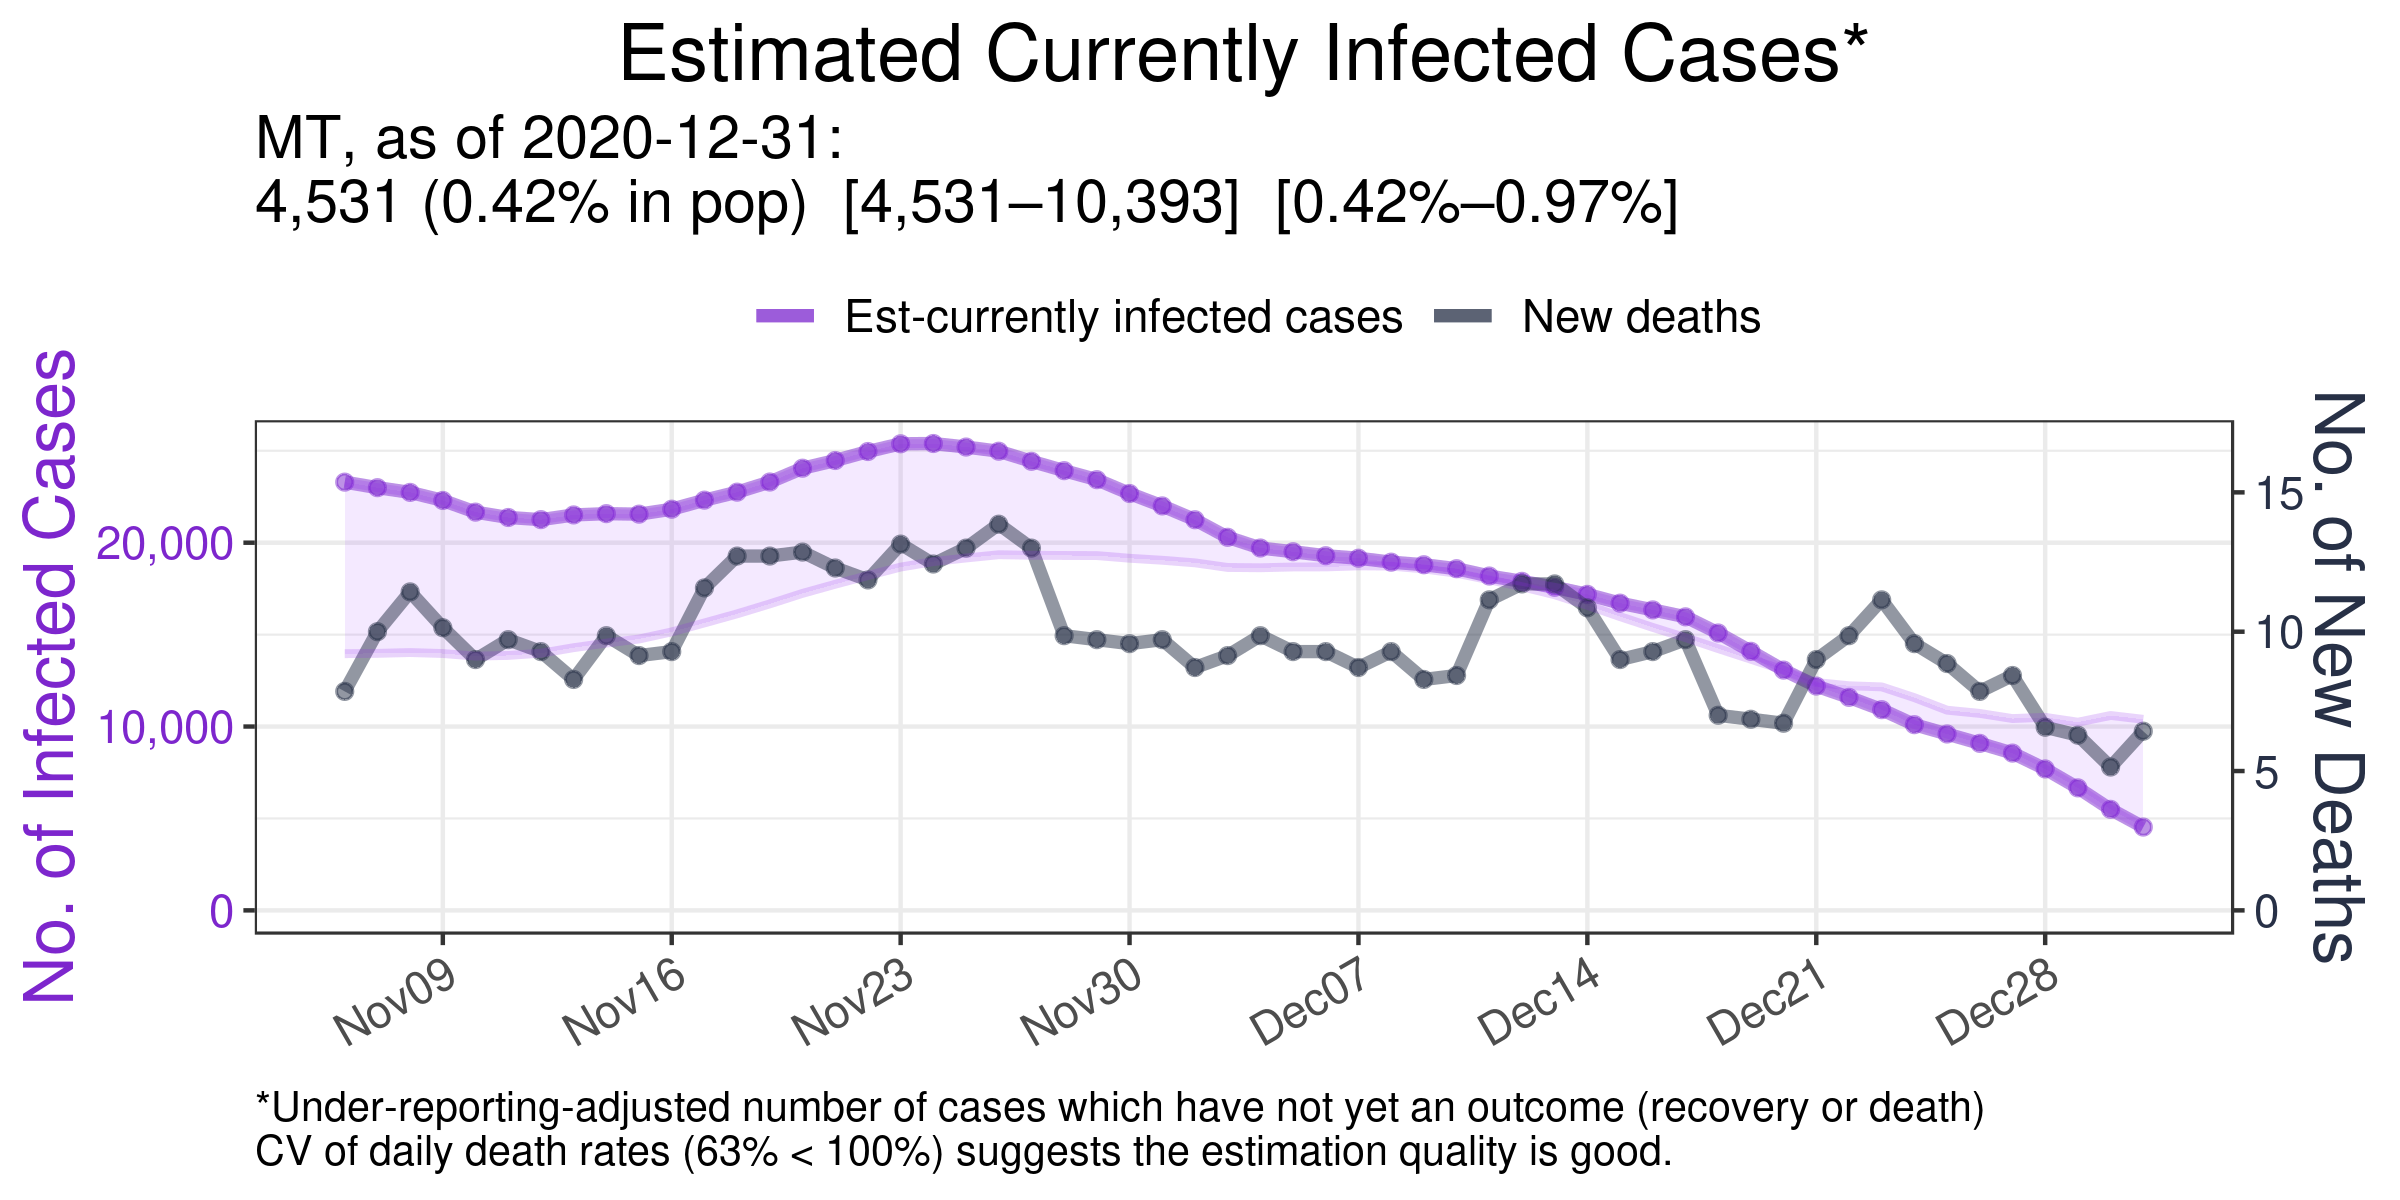 Estimated Currently Infected Cases*
MT, as of 2020-12-31:
4,531 (0.42% in pop)  [4,531–10,393]  [0.42%–0.97%]
Est-currently infected cases
New deaths
No. of Infected Cases
20,000
10,000
0
No. of New Deaths
15
10
5
0
Nov09
Nov16
Nov23
Nov30
Dec07
Dec14
Dec21
Dec28
*Under-reporting-adjusted number of cases which have not yet an outcome (recovery or death)
CV of daily death rates (63% < 100%) suggests the estimation quality is good.